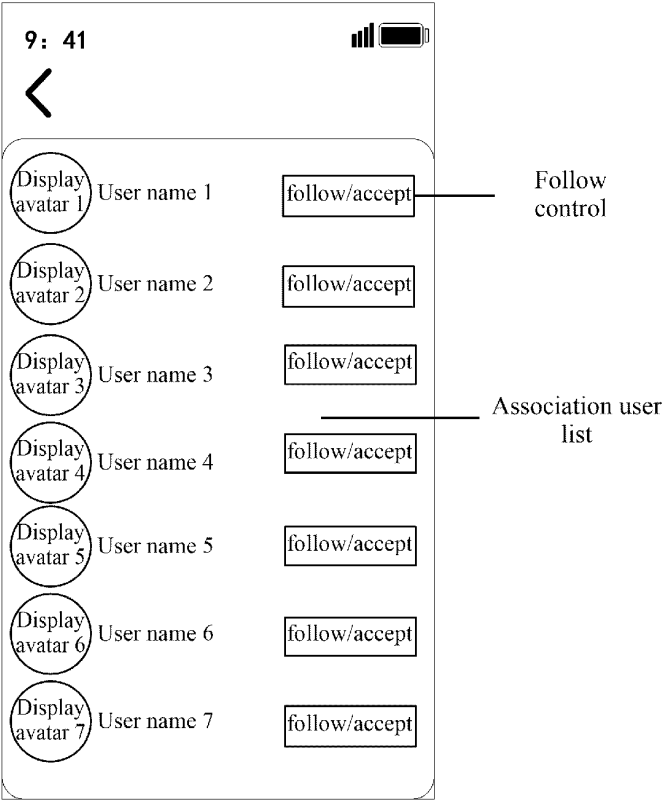 9: 41
Display
avatar 1
User name 1
follow/accept
Follow
control
Display
avatar 2
User name 2
follow/accept
Display
avatar 3
User name 3
follow/accept
Association user
list
Display
avatar 4
User name 4
follow/accept
Display
avatar 5
User name 5
follow/accept
Display
avatar 6
User name 6
follow/accept
Display
avatar 7
User name 7
follow/accept